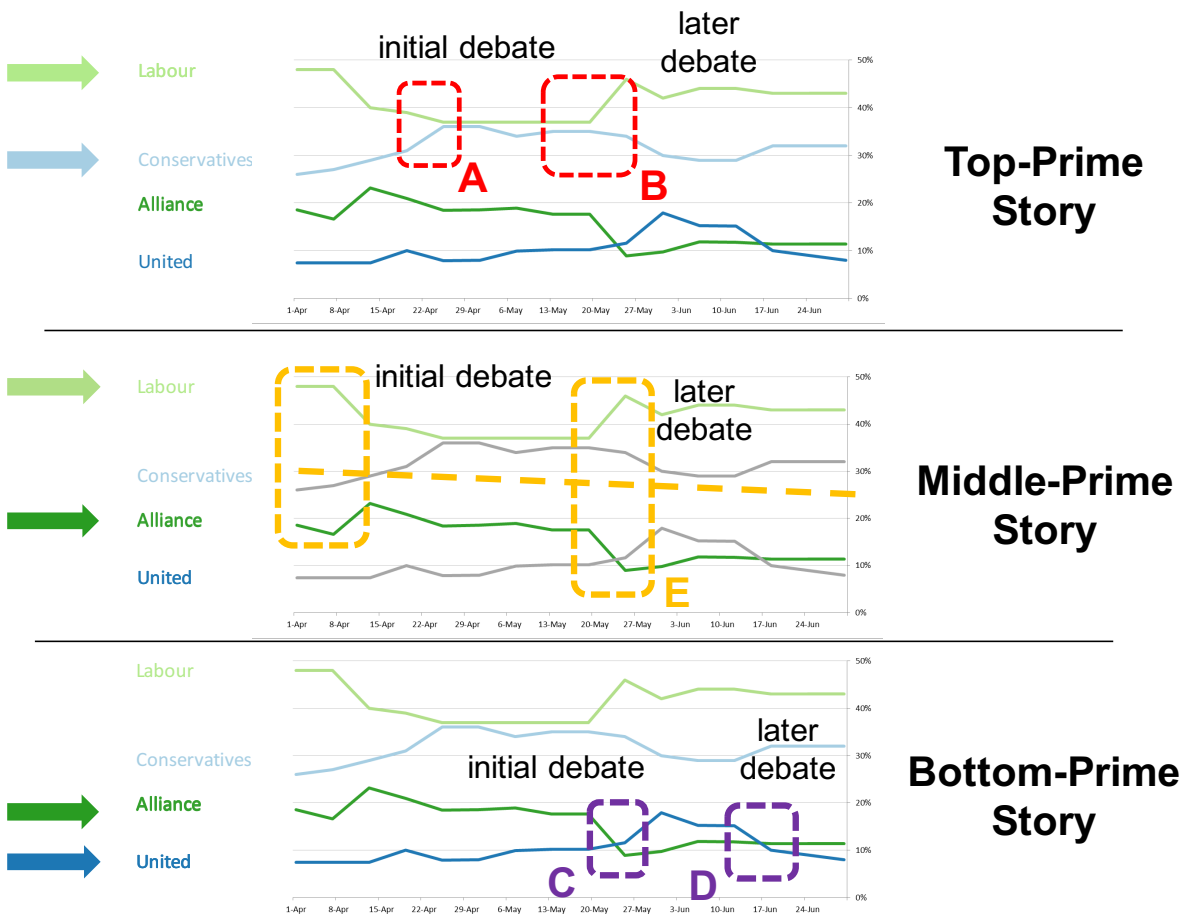 initial debate
later
debate
Labour
Conservatives
Alliance
United
A
B
50%
40%
30%
20%
10%
0%
1-Apr 8-Apr 15-Apr 22-Apr 29-Apr 6-May 13-May 20-May 27-May 3-Jun 10-Jun 17-Jun 24-Jun
Top-Prime
Story
initial debate
later
debate
Labour
Conservatives
Alliance
United
E
50%
40%
30%
20%
10%
0%
1-Apr 8-Apr 15-Apr 22-Apr 29-Apr 6-May 13-May 20-May 27-May 3-Jun 10-Jun 17-Jun 24-Jun
Middle-Prime
Story
Labour
Conservatives
Alliance
United
initial debate
later
debate
C
D
50%
40%
30%
20%
10%
0%
1-Apr 8-Apr 15-Apr 22-Apr 29-Apr 6-May 13-May 20-May 27-May 3-Jun 10-Jun 17-Jun 24-Jun
Bottom-Prime
Story